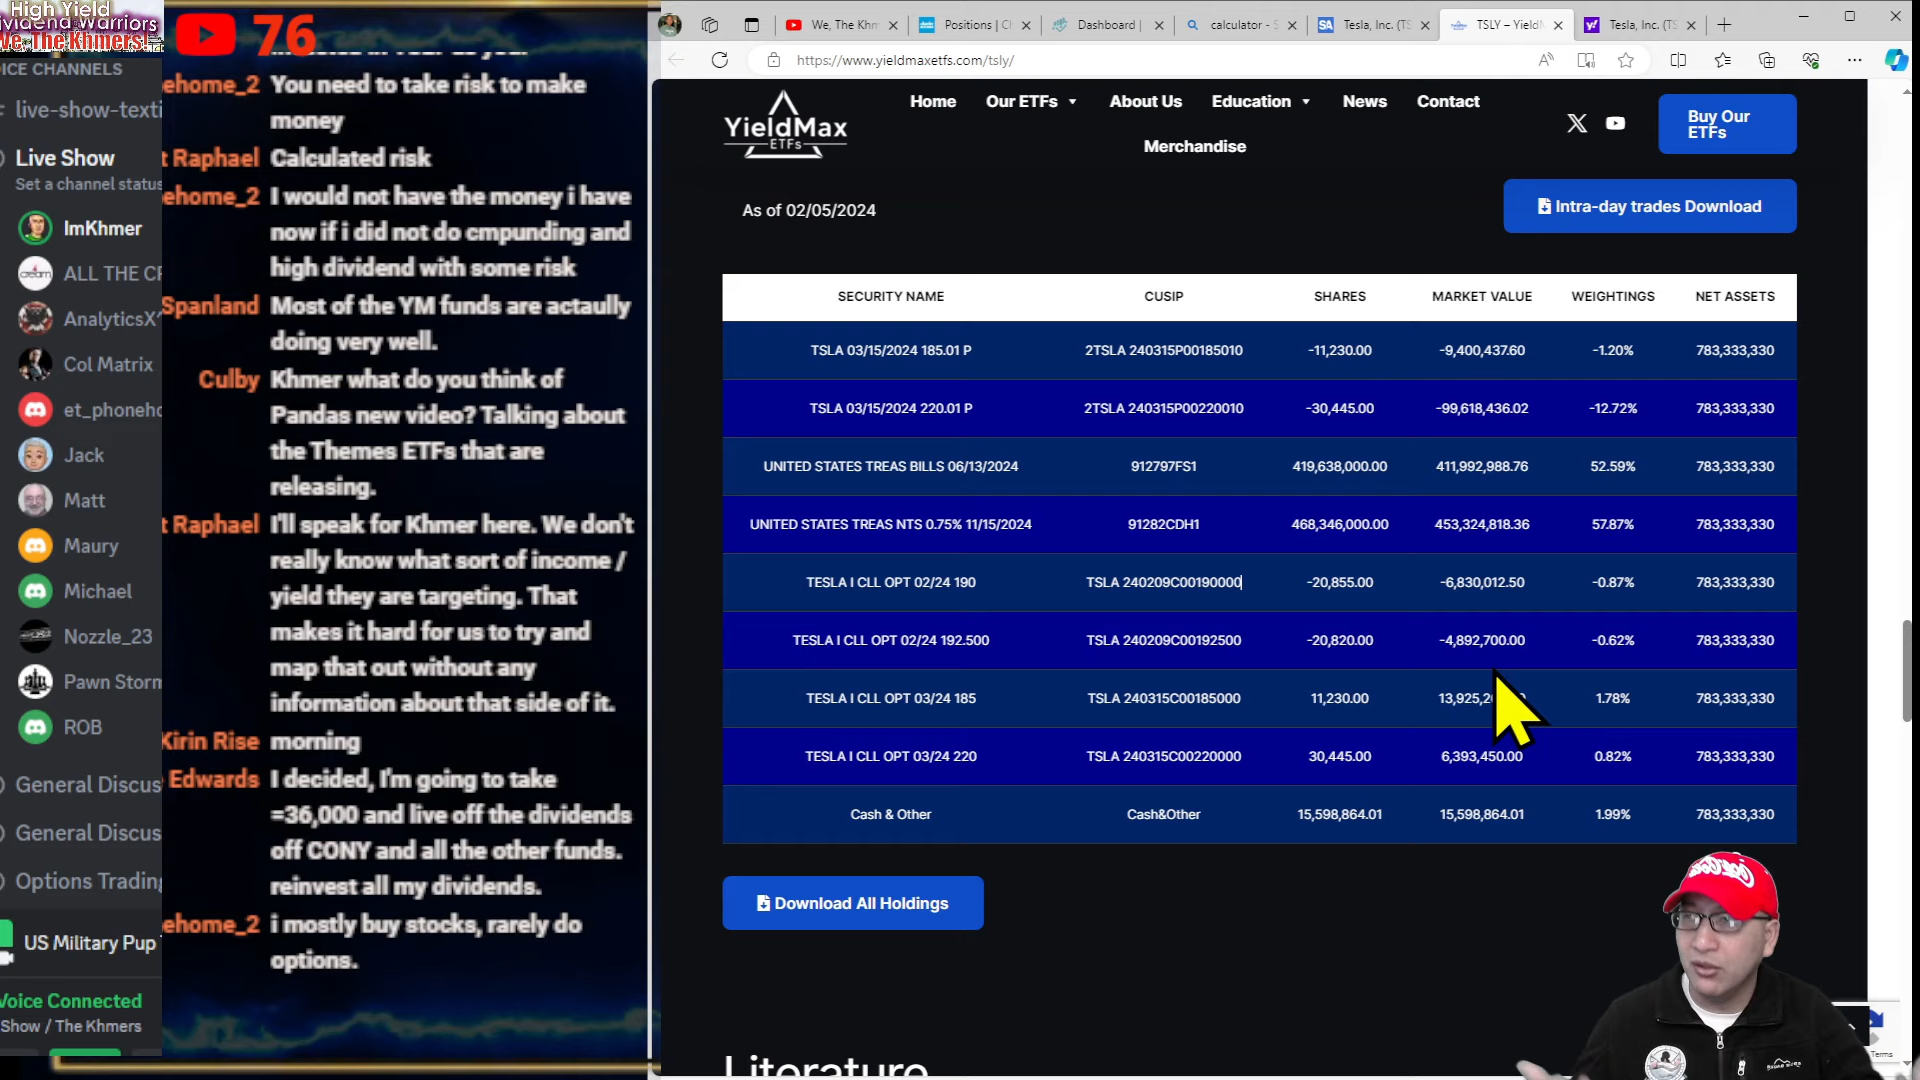 High Yield
Dividend Warriors
We, The Khmers!
76
VOICE CHANNELS
live-show-texti
Live Show
Set a channel status
ImKhmer
ALL THE CR
AnalyticsX
Col Matrix
et_phoneho
Jack
Matt
Maury
Michael
Nozzle_23
Pawn Storm
ROB
General Discus
General Discus
Options Trading
US Military Pup
Voice Connected
Show / The Khmers
ehome_2 You need to take risk to make
money
t Raphael Calculated risk
ehome_2 I would not have the money i have
now if i did not do cmpunding and
high dividend with some risk
Spanland Most of the YM funds are actaully
doing very well.
Culby Khmer what do you think of
Pandas new video? Talking about
the Themes ETFs that are
releasing.
t Raphael I'll speak for Khmer here. We don't
really know what sort of income /
yield they are targeting. That
makes it hard for us to try and
map that out without any
information about that side of it.
Kirin Rise morning
Edwards I decided, I'm going to take
=36,000 and live off the dividends
off CONY and all the other funds.
reinvest all my dividends.
ehome_2 i mostly buy stocks, rarely do
options.
We, The Khm
Positions | Ch
Dashboard |
calculator - S
Tesla, Inc. (TS
TSLY – YieldM
Tesla, Inc. (TS
https://www.yieldmaxetfs.com/tsly/
YieldMax
ETFs
Home Our ETFs About Us Education News Contact
Merchandise
Buy Our
ETFs
As of 02/05/2024
Intra-day trades Download
SECURITY NAME CUSIP SHARES MARKET VALUE WEIGHTINGS NET ASSETS
TSLA 03/15/2024 185.01 P 2TSLA 240315P00185010 -11,230.00 -9,400,437.60 -1.20% 783,333,330
TSLA 03/15/2024 220.01 P 2TSLA 240315P00220010 -30,445.00 -99,618,436.02 -12.72% 783,333,330
UNITED STATES TREAS BILLS 06/13/2024 912797FS1 419,638,000.00 411,992,988.76 52.59% 783,333,330
UNITED STATES TREAS NTS 0.75% 11/15/2024 91282CDH1 468,346,000.00 453,324,818.36 57.87% 783,333,330
TESLA I CLL OPT 02/24 190 TSLA 240209C00190000 -20,855.00 -6,830,012.50 -0.87% 783,333,330
TESLA I CLL OPT 02/24 192.500 TSLA 240209C00192500 -20,820.00 -4,892,700.00 -0.62% 783,333,330
TESLA I CLL OPT 03/24 185 TSLA 240315C00185000 11,230.00 13,925,2 1.78% 783,333,330
TESLA I CLL OPT 03/24 220 TSLA 240315C00220000 30,445.00 6,393,450.00 0.82% 783,333,330
Cash & Other Cash&Other 15,598,864.01 15,598,864.01 1.99% 783,333,330
Download All Holdings
Literature
Terms